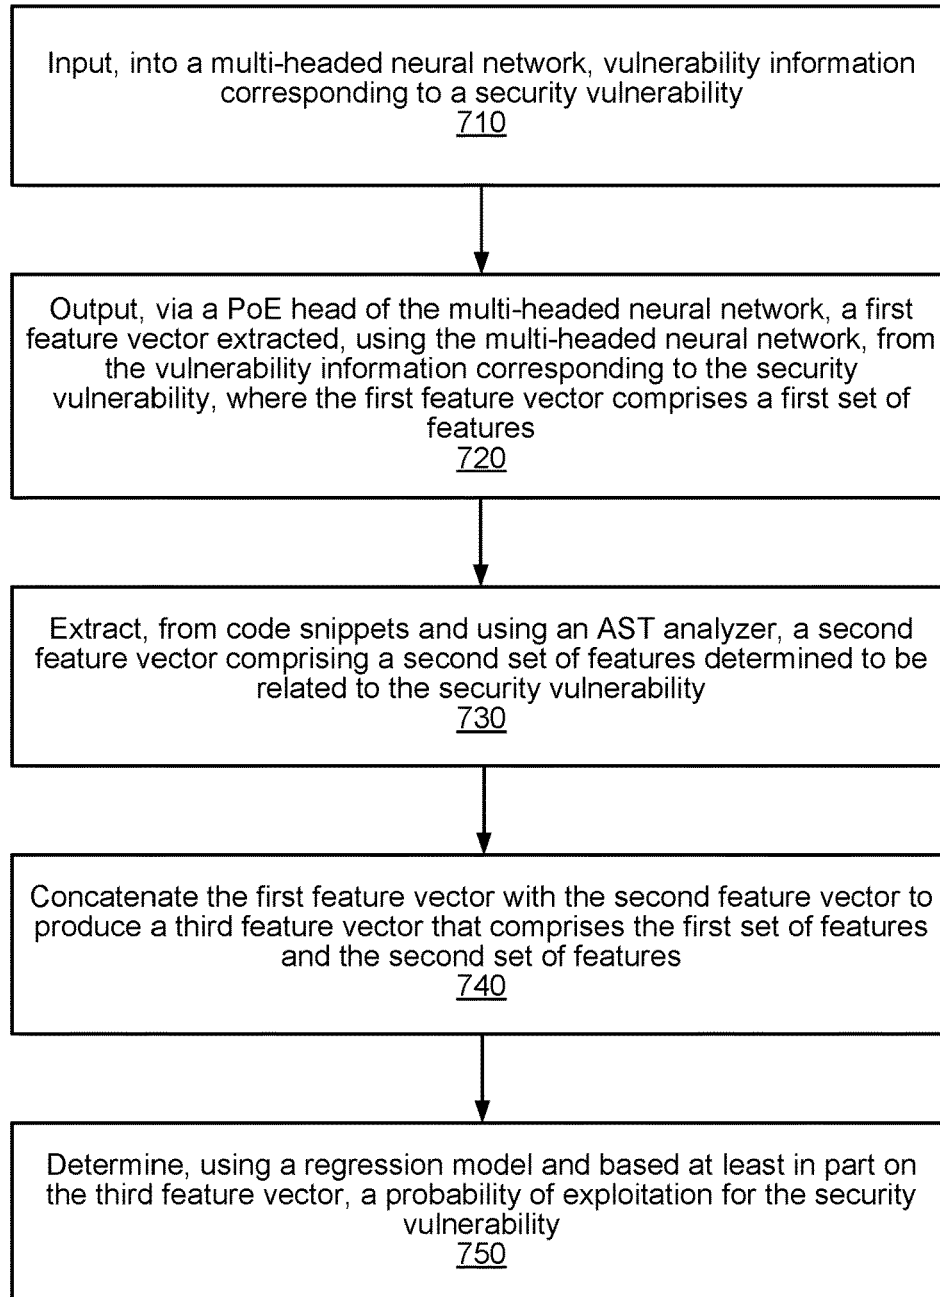 Input, into a multi-headed neural network, vulnerability information
corresponding to a security vulnerability
710
Output, via a PoE head of the multi-headed neural network, a first
feature vector extracted, using the multi-headed neural network, from
the vulnerability information corresponding to the security
vulnerability, where the first feature vector comprises a first set of
features
720
Extract, from code snippets and using an AST analyzer, a second
feature vector comprising a second set of features determined to be
related to the security vulnerability
730
Concatenate the first feature vector with the second feature vector to
produce a third feature vector that comprises the first set of features
and the second set of features
740
Determine, using a regression model and based at least in part on
the third feature vector, a probability of exploitation for the security
vulnerability
750